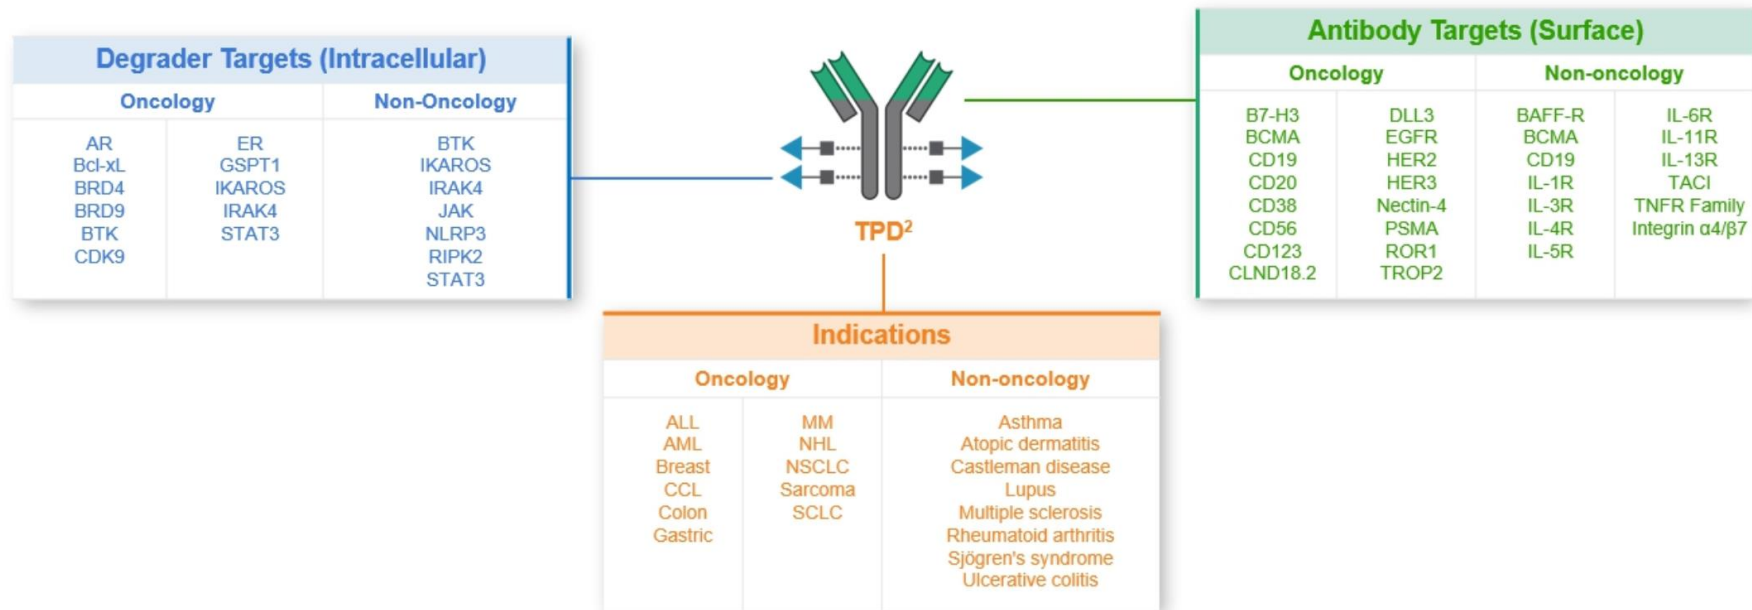 Degrader Targets (Intracellular)
Oncology
Non-Oncology
AR
Bcl-xL
BRD4
BRD9
BTK
CDK9
ER
GSPT1
IKAROS
IRAK4
STAT3
BTK
IKAROS
IRAK4
JAK
NLRP3
RIPK2
STAT3
TPD²
Antibody Targets (Surface)
Oncology
Non-oncology
B7-H3
BCMA
CD19
CD20
CD38
CD56
CD123
CLND18.2
DLL3
EGFR
HER2
HER3
Nectin-4
PSMA
ROR1
TROP2
BAFF-R
BCMA
CD19
IL-1R
IL-3R
IL-4R
IL-5R
IL-6R
IL-11R
IL-13R
TACI
TNFR Family
Integrin α4/β7
Indications
Oncology
Non-oncology
ALL
AML
Breast
CCL
Colon
Gastric
MM
NHL
NSCLC
Sarcoma
SCLC
Asthma
Atopic dermatitis
Castleman disease
Lupus
Multiple sclerosis
Rheumatoid arthritis
Sjögren's syndrome
Ulcerative colitis